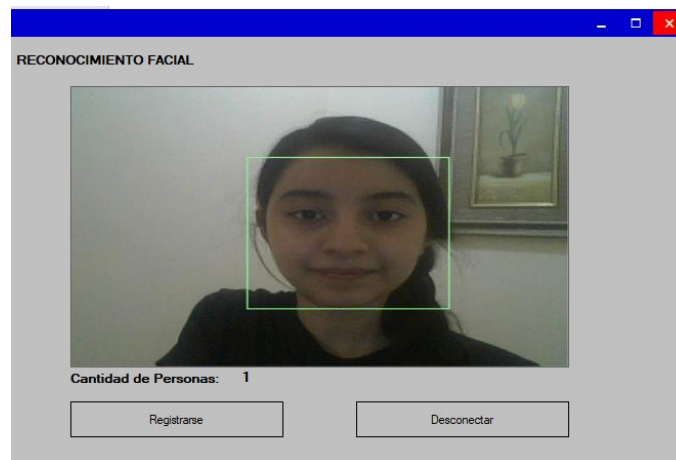 RECONOCIMIENTO FACIAL
Cantidad de Personas: 1
Registrarse
Desconectar